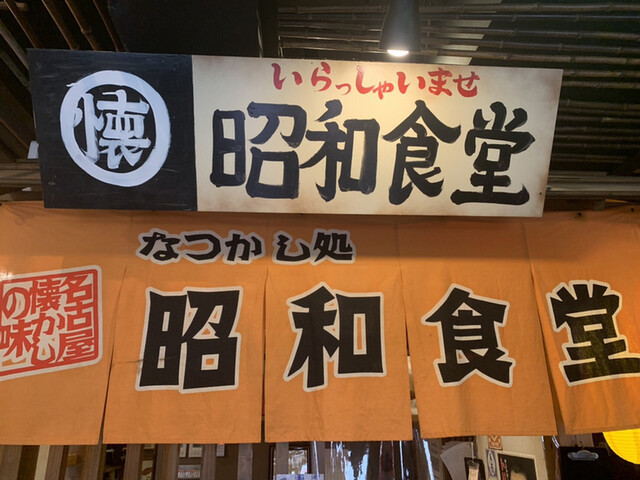 いらっしゃいませ
懐
昭和食堂
なつかし処
昭和食堂
名古屋
懐かし
の味